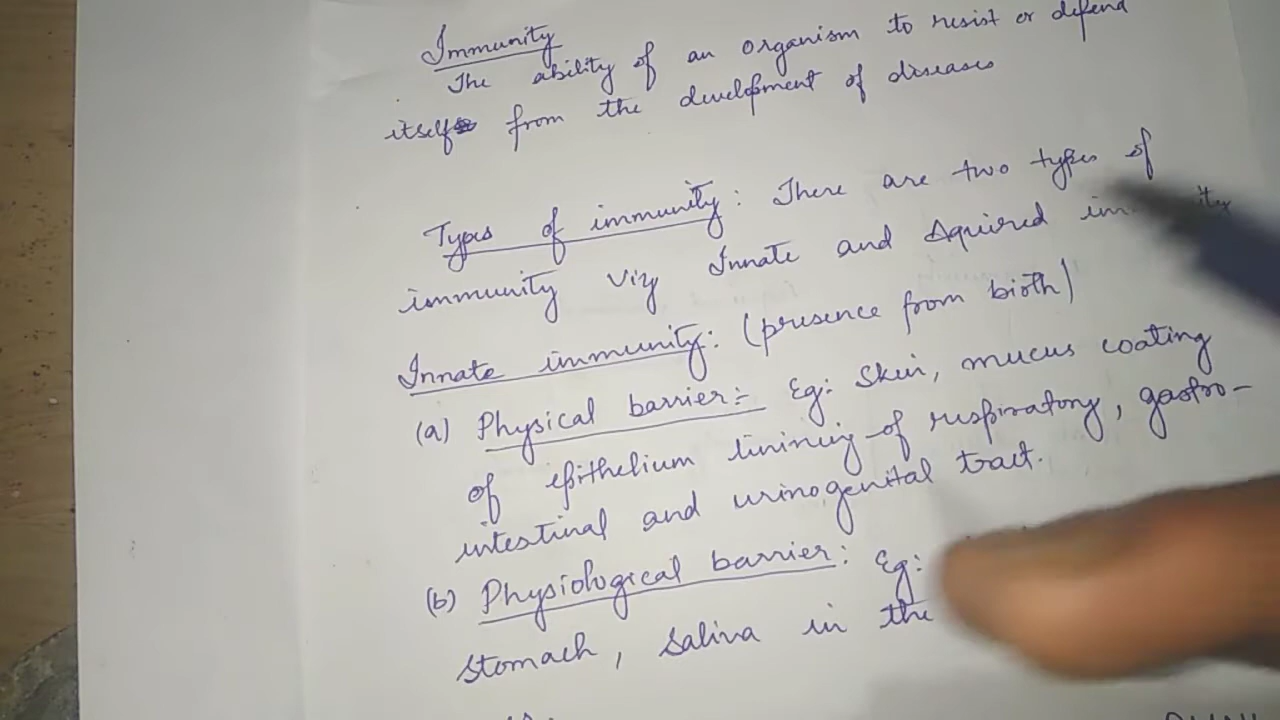 Immunity
The ability of an organism to resist or defend
itself from the development of diseases
Types of immunity: There are two types of
immunity Viz Innate and Aquired
Innate immunity: (presence from birth)
(a) Physical barrier:- Eg: Skin, mucus coating
of epithelium linining of respiratory, gastro-
intestinal and urinogenital tract.
(b) Physiological barrier: Eg:
stomach, saliva in the